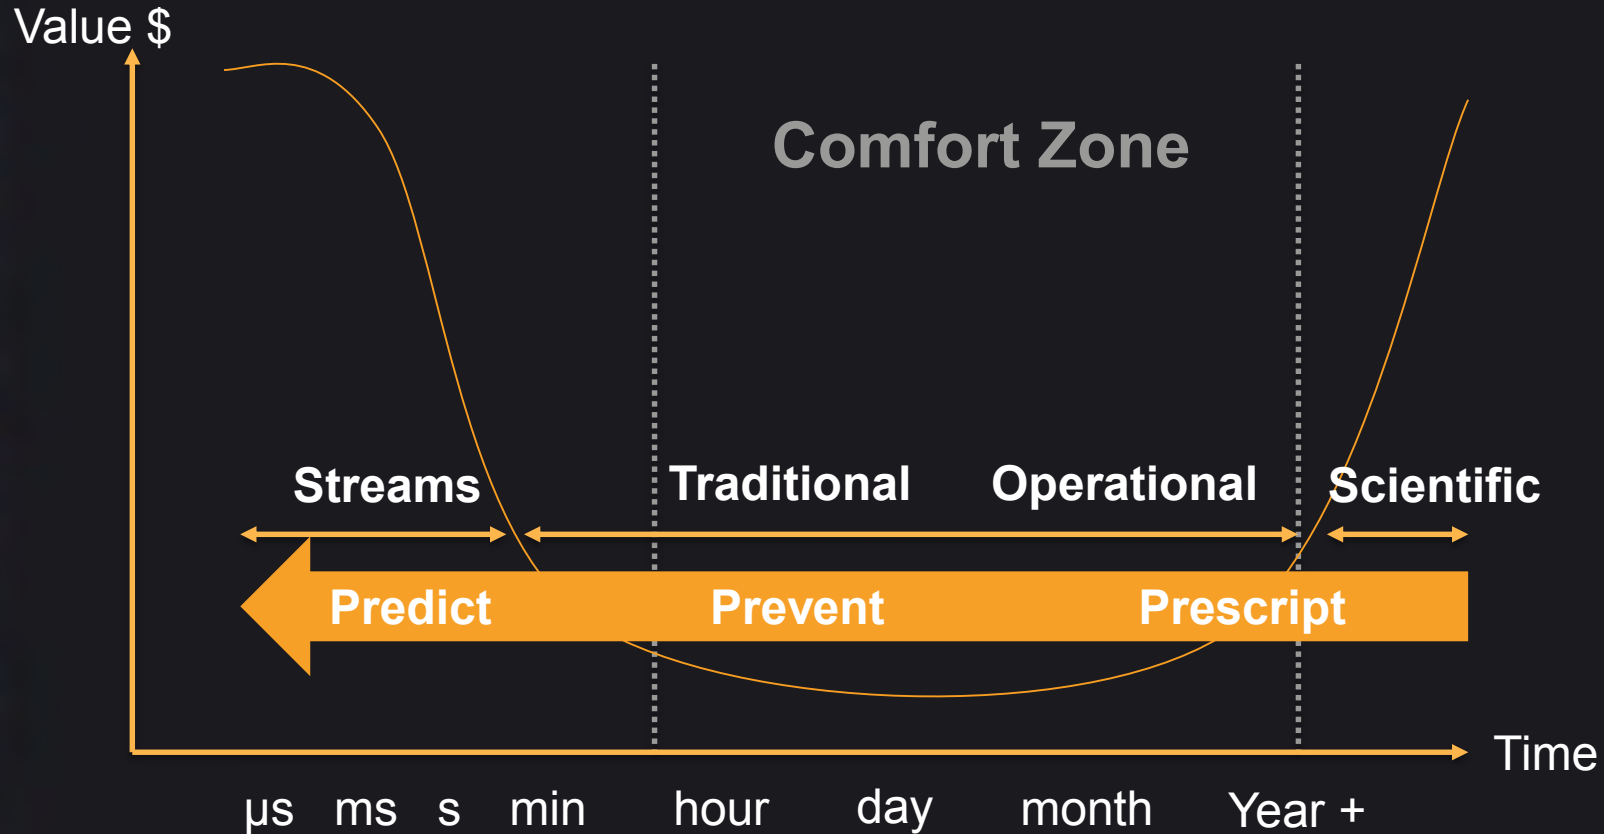 Value $
Comfort Zone
Streams Traditional Operational Scientific
Predict Prevent Prescript
Time
µs ms s min hour day month Year +